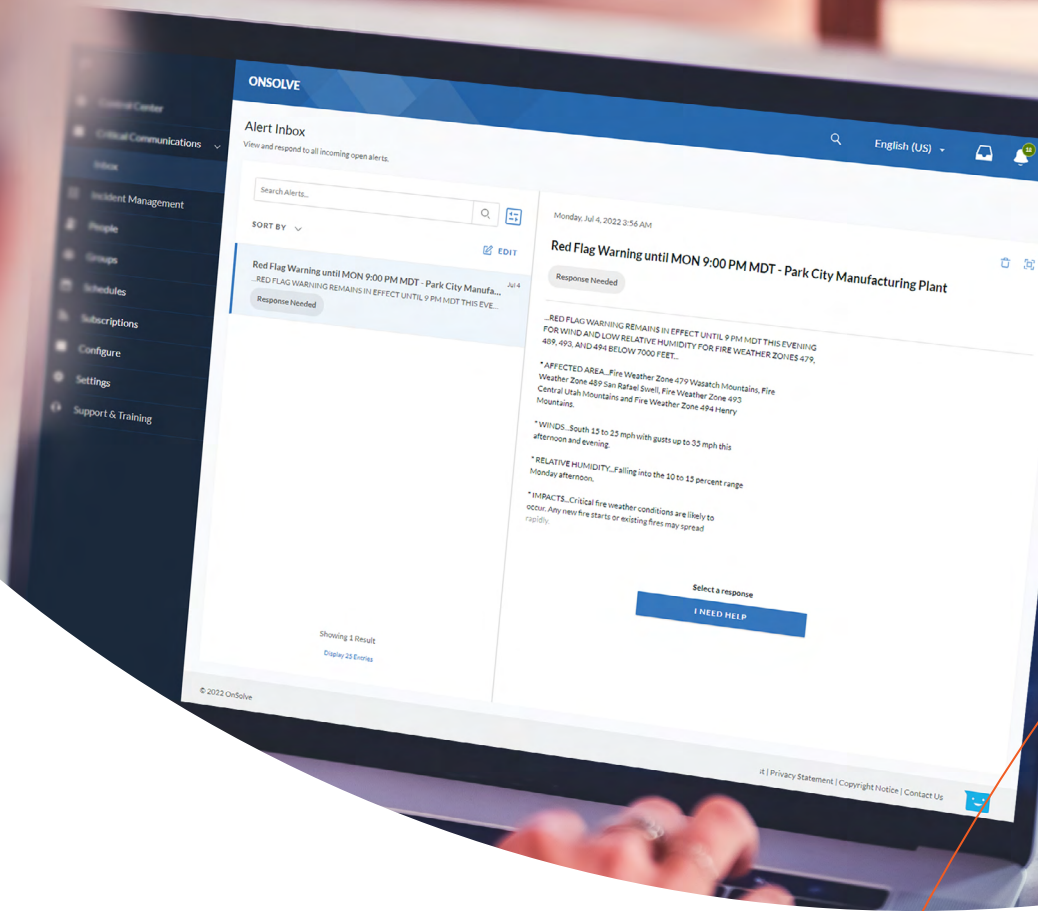 ONSOLVE
English (US)
18
Control Center
Critical Communications
Inbox
Incident Management
People
Groups
Schedules
Subscriptions
Configure
Settings
Support & Training
Alert Inbox
View and respond to all incoming open alerts.
Search Alerts...
SORT BY
EDIT
Red Flag Warning until MON 9:00 PM MDT - Park City Manufa...
Jul 4
...RED FLAG WARNING REMAINS IN EFFECT UNTIL 9 PM MDT THIS EVE...
Response Needed
Showing 1 Result
Display 25 Entries
Monday, Jul 4, 2022 3:56 AM
Red Flag Warning until MON 9:00 PM MDT - Park City Manufacturing Plant
Response Needed
...RED FLAG WARNING REMAINS IN EFFECT UNTIL 9 PM MDT THIS EVENING
FOR WIND AND LOW RELATIVE HUMIDITY FOR FIRE WEATHER ZONES 479,
489, 493, AND 494 BELOW 7000 FEET...
* AFFECTED AREA...Fire Weather Zone 479 Wasatch Mountains, Fire
Weather Zone 489 San Rafael Swell, Fire Weather Zone 493
Central Utah Mountains and Fire Weather Zone 494 Henry
Mountains.
* WINDS...South 15 to 25 mph with gusts up to 35 mph this
afternoon and evening.
* RELATIVE HUMIDITY...Falling into the 10 to 15 percent range
Monday afternoon.
* IMPACTS...Critical fire weather conditions are likely to
occur. Any new fire starts or existing fires may spread
rapidly.
Select a response
I NEED HELP
© 2022 OnSolve
st | Privacy Statement | Copyright Notice | Contact Us